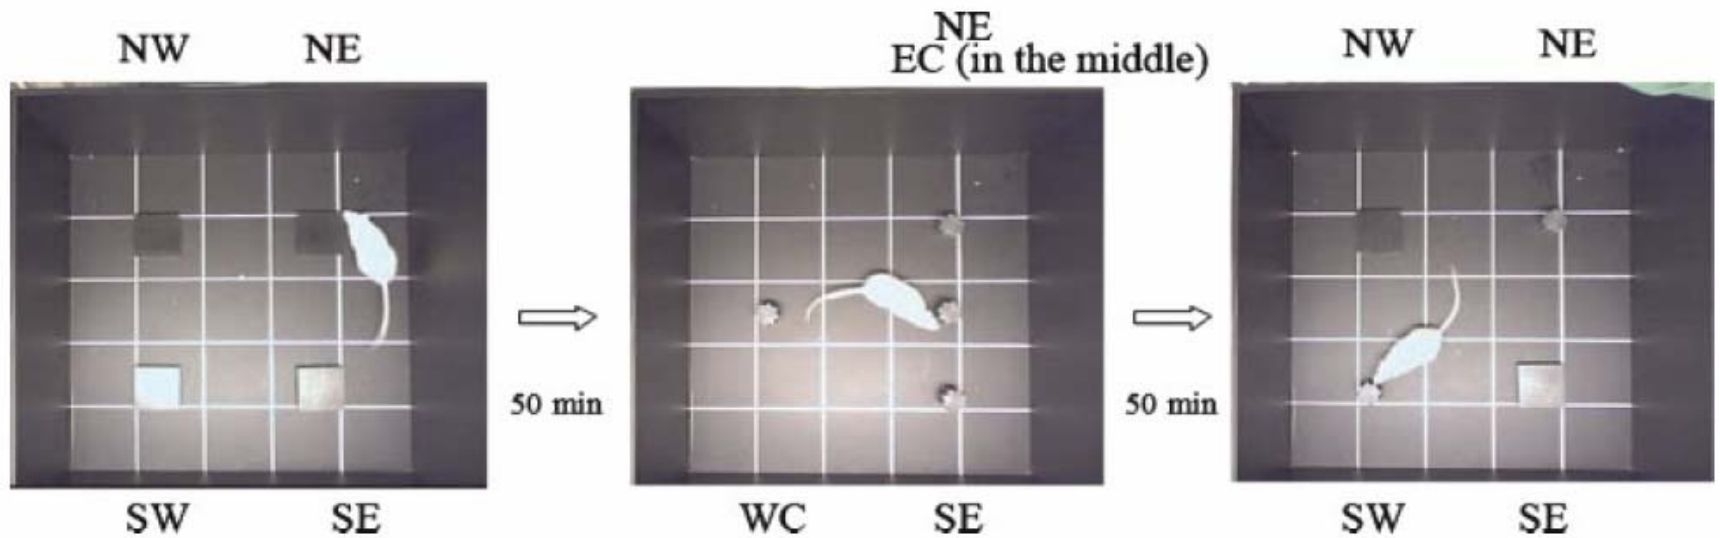 NW NE
SW SE
50 min
NE
EC (in the middle)
WC SE
50 min
NW NE
SW SE